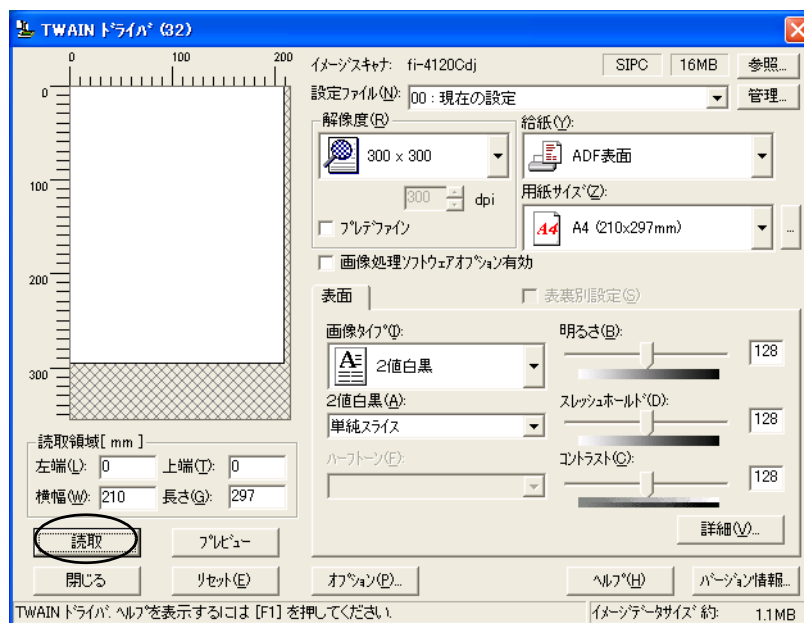 TWAIN ﾄﾞﾗｲﾊﾞ (32)
0 100 200
0
100
200
300
ｲﾒｰｼﾞｽｷｬﾅ: fi-4120Cdj SIPC 16MB 参照...
設定ﾌｧｲﾙ(N): 00 : 現在の設定 管理...
解像度(R)
300 × 300
300 dpi
ﾌﾟﾚﾃﾞﾌｧｲﾝ
給紙(Y):
ADF表面
用紙ｻｲｽﾞ(Z):
A4 A4 (210x297mm) ...
画像処理ｿﾌﾄｳｪｱｵﾌﾟｼｮﾝ有効
表面
表裏別設定(S)
画像ﾀｲﾌﾟ(I):
A 2値白黒
2値白黒(A):
単純ｽﾗｲｽ
ﾊｰﾌﾄｰﾝ(F):
明るさ(B):
128
ｽﾚｯｼｭﾎｰﾙﾄﾞ(D):
128
ｺﾝﾄﾗｽﾄ(C):
128
詳細(V)...
読取領域[ mm ]
左端(L): 0 上端(T): 0
横幅(W): 210 長さ(G): 297
読取 ﾌﾟﾚﾋﾞｭｰ
閉じる ﾘｾｯﾄ(E) ｵﾌﾟｼｮﾝ(P)... ﾍﾙﾌﾟ(H) ﾊﾞｰｼﾞｮﾝ情報...
TWAIN ﾄﾞﾗｲﾊﾞ. ﾍﾙﾌﾟを表示するには [F1] を押してください. ｲﾒｰｼﾞﾃﾞｰﾀｻｲｽﾞ 約: 1.1MB